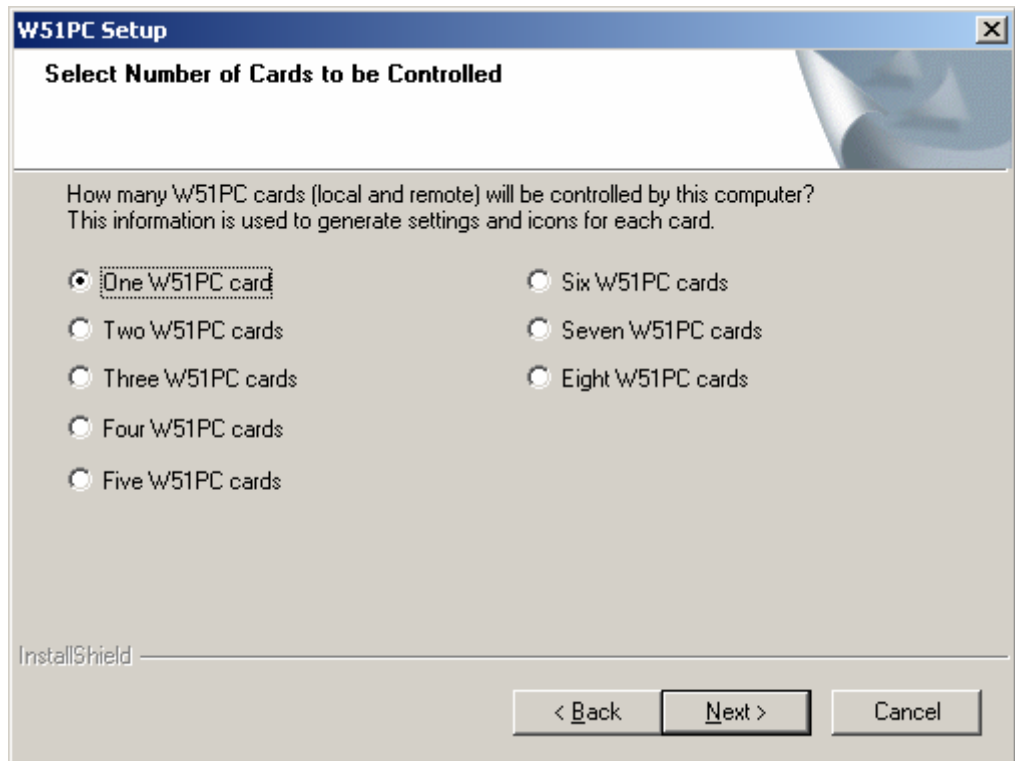 W51PC Setup
Select Number of Cards to be Controlled
How many W51PC cards (local and remote) will be controlled by this computer?
This information is used to generate settings and icons for each card.
One W51PC card
Two W51PC cards
Three W51PC cards
Four W51PC cards
Five W51PC cards
Six W51PC cards
Seven W51PC cards
Eight W51PC cards
InstallShield
< Back
Next >
Cancel